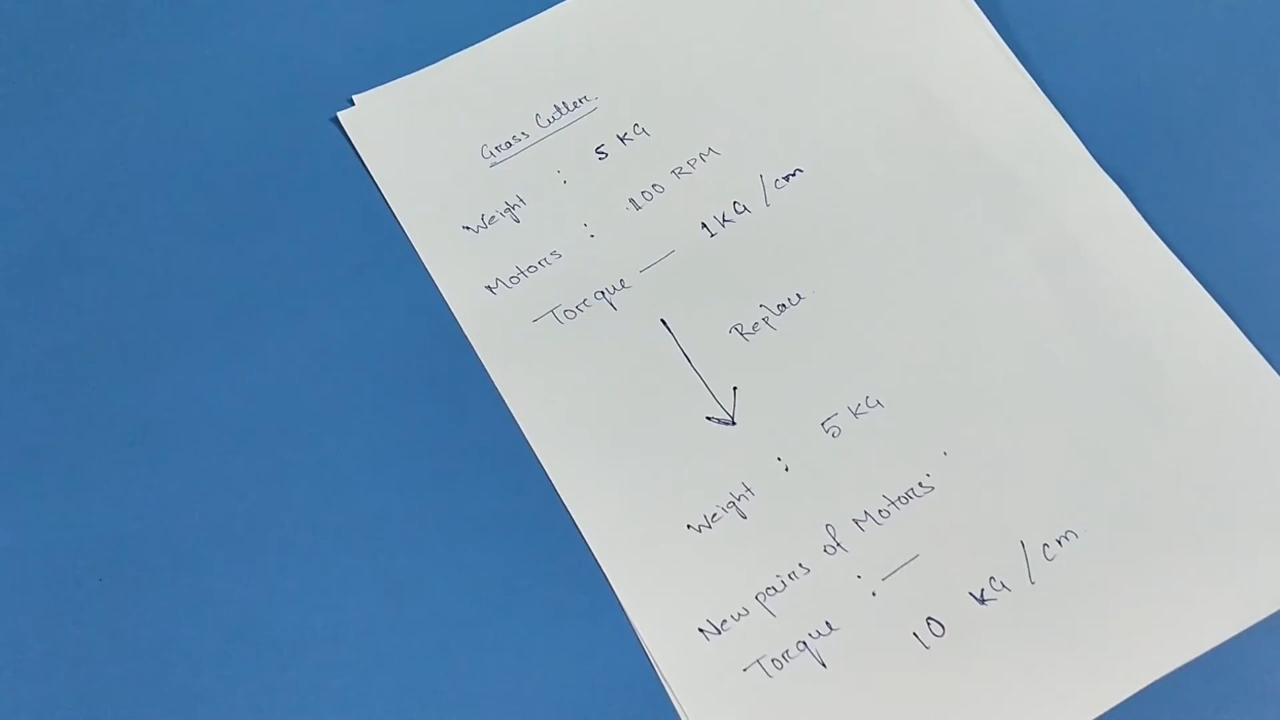 Grass Cutter.
Weight : 5 KG
Motors : 100 RPM
Torque — 1KG/cm
Replace
Weight : 5 KG
New pairs of Motors
Torque :— 10 KG/cm